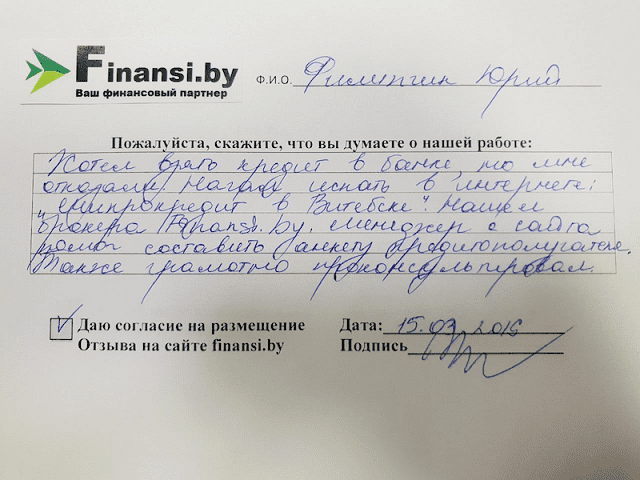 Finansi.by
Ваш финансовый партнер
Ф.И.О. Филипчик Юрий
Пожалуйста, скажите, что вы думаете о нашей работе:
Хотел взять кредит в банке, но мне
отказали. Начал искать в интернете:
"микрокредит в Витебске". Нашел
брокера Finansi.by. Менеджер с сайта
помог составить анкету кредитополучателя.
Также грамотно проконсультировал.
Даю согласие на размещение
Отзыва на сайте finansi.by
Дата: 15.03.2016
Подпись